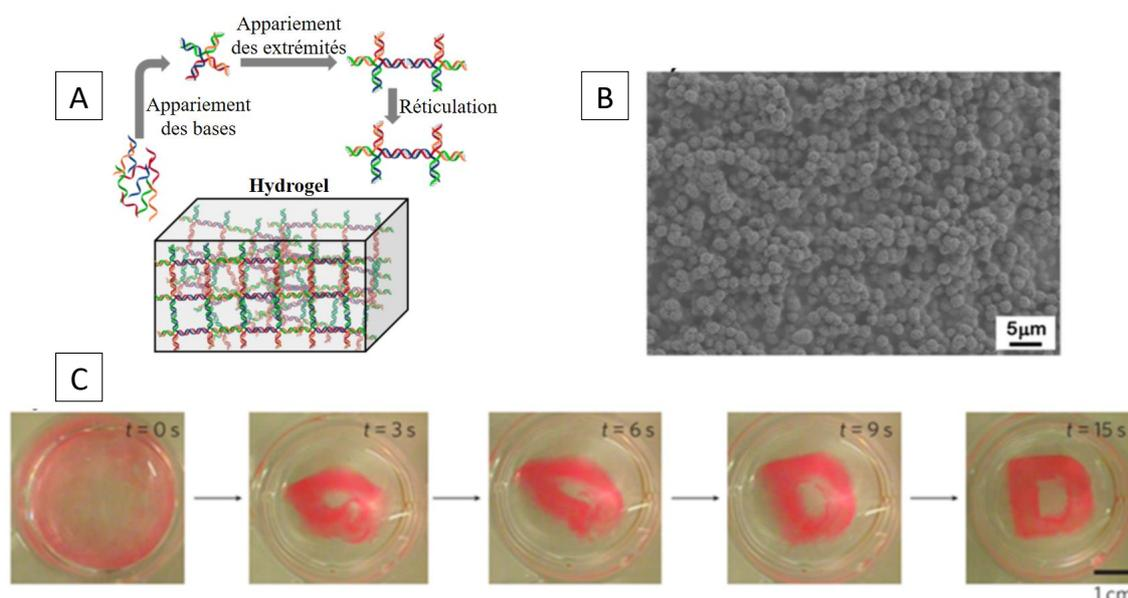 A
Appariement
des extrémités
Appariement
des bases
Réticulation
Hydrogel
B
5μm
C
t = 0 s
t = 3 s
t = 6 s
t = 9 s
t = 15 s
1 cm